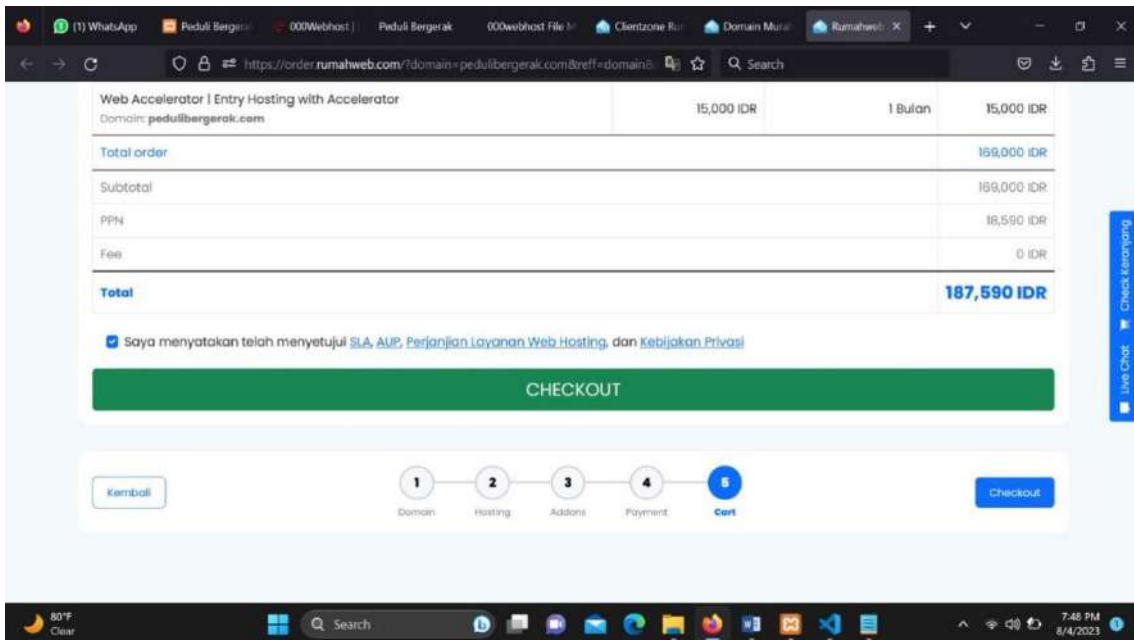 (1) WhatsApp
Peduli Berger
000Webhost |
Peduli Bergerak
000webhost File M
Clientzone Ru
Domain Mura
Rumahweb
https://order.rumahweb.com/?domain=pedulibergerak.com&reff=domain&
Search
Web Accelerator | Entry Hosting with Accelerator
15,000 IDR
1 Bulan
15,000 IDR
Domain: pedulibergerak.com
Total order
169,000 IDR
Subtotal
169,000 IDR
PPN
18,590 IDR
Fee
0 IDR
Total
187,590 IDR
Saya menyatakan telah menyetujui SLA, AUP, Perjanjian Layanan Web Hosting, dan Kebijakan Privasi
CHECKOUT
Check Keranjang
Live Chat
Kembali
1
2
3
4
5
Domain
Hosting
Addons
Payment
Cart
Checkout
80°F
Clear
Search
7:48 PM
8/4/2023